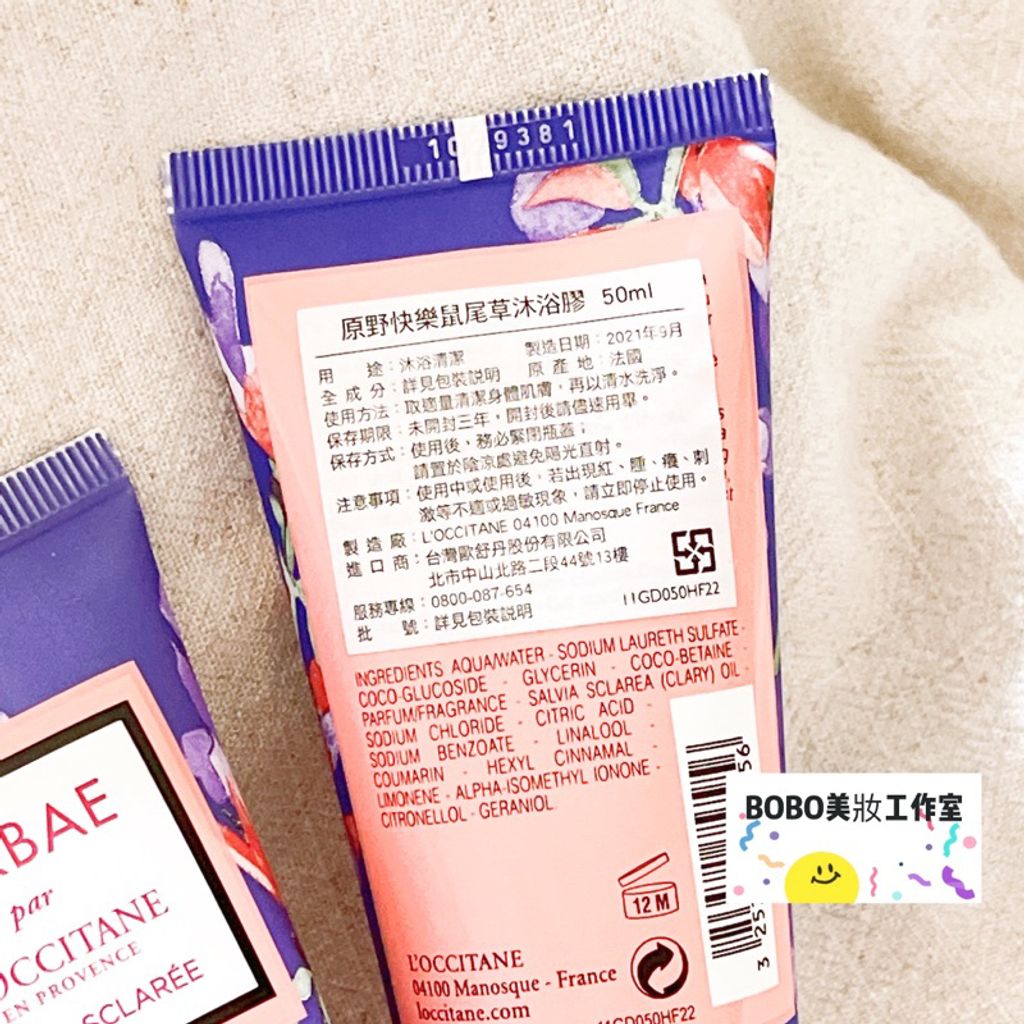 9381
原野快樂鼠尾草沐浴膠 50ml
用 途：沐浴清潔 製造日期：2021年9月
全成分：詳見包裝説明 原產地：法國
使用方法：取適量清潔身體肌膚，再以清水洗淨。
保存期限：未開封三年，開封後請儘速用畢。
保存方式：使用後，務必緊閉瓶蓋；
請置於陰涼處避免陽光直射。
注意事項：使用中或使用後，若出現紅、腫、癢、刺
激等不適或過敏現象，請立即停止使用。
製造廠：L'OCCITANE 04100 Manosque France
進口商：台灣歐舒丹股份有限公司
北市中山北路二段44號13樓
服務專線：0800-087-654
批 號：詳見包裝説明
11GD050HF22
INGREDIENTS AQUA/WATER - SODIUM LAURETH SULFATE -
COCO-GLUCOSIDE - GLYCERIN - COCO-BETAINE -
PARFUM/FRAGRANCE - SALVIA SCLAREA (CLARY) OIL -
SODIUM CHLORIDE - CITRIC ACID -
SODIUM BENZOATE - LINALOOL -
COUMARIN - HEXYL CINNAMAL -
LIMONENE - ALPHA-ISOMETHYL IONONE -
CITRONELLOL - GERANIOL
12 M
L'OCCITANE
04100 Manosque - France
loccitane.com
11GD050HF22
56
BOBO美妝工作室
BAE
par
OCCITANE
EN PROVENCE
SCLARÉE